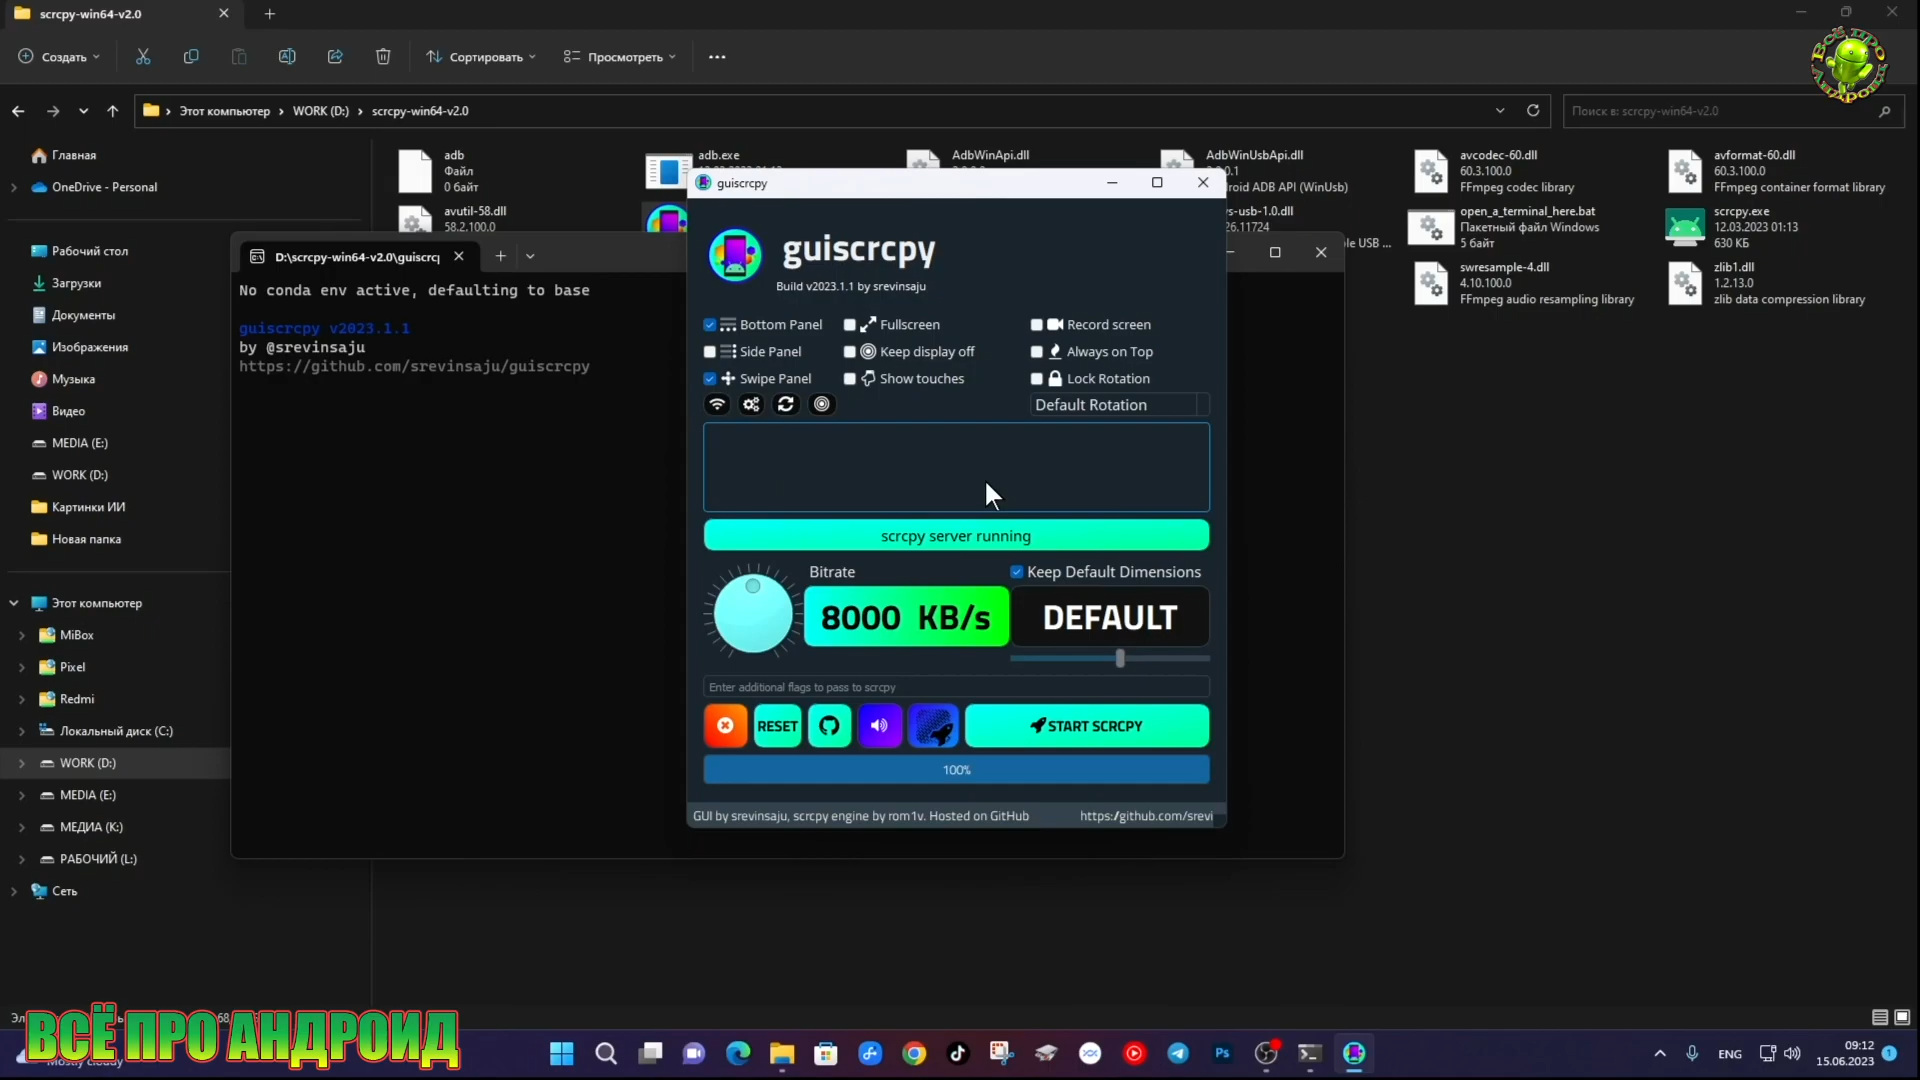 scrcpy-win64-v2.0
Создать
Сортировать
Просмотреть
Всё про Андроид
Этот компьютер
WORK (D:)
scrcpy-win64-v2.0
Поиск в: scrcpy-win64-v2.0
Главная
OneDrive - Personal
Рабочий стол
Загрузки
Документы
Изображения
Музыка
Видео
MEDIA (E:)
WORK (D:)
Картинки ИИ
Новая папка
Этот компьютер
MiBox
Pixel
Redmi
Локальный диск (C:)
WORK (D:)
MEDIA (E:)
МЕДИА (K:)
РАБОЧИЙ (L:)
Сеть
adb
Файл
0 байт
adb.exe
AdbWinApi.dll
AdbWinUsbApi.dll
avcodec-60.dll
60.3.100.0
FFmpeg codec library
avformat-60.dll
60.3.100.0
FFmpeg container format library
avutil-58.dll
58.2.100.0
open_a_terminal_here.bat
Пакетный файл Windows
5 байт
scrcpy.exe
12.03.2023 01:13
630 КБ
swresample-4.dll
4.10.100.0
FFmpeg audio resampling library
zlib1.dll
1.2.13.0
zlib data compression library
D:\scrcpy-win64-v2.0\guiscrc
No conda env active, defaulting to base
guiscrcpy v2023.1.1
by @srevinsaju
https://github.com/srevinsaju/guiscrcpy
guiscrcpy
guiscrcpy
Build v2023.1.1 by srevinsaju
Bottom Panel
Fullscreen
Record screen
Side Panel
Keep display off
Always on Top
Swipe Panel
Show touches
Lock Rotation
Default Rotation
scrcpy server running
Bitrate
Keep Default Dimensions
8000 KB/s
DEFAULT
Enter additional flags to pass to scrcpy
RESET
START SCRCPY
100%
GUI by srevinsaju, scrcpy engine by rom1v. Hosted on GitHub
https://github.com/srevi
ВСЁ ПРО АНДРОИД
Mostly cloudy
ENG
09:12
15.06.2023
1